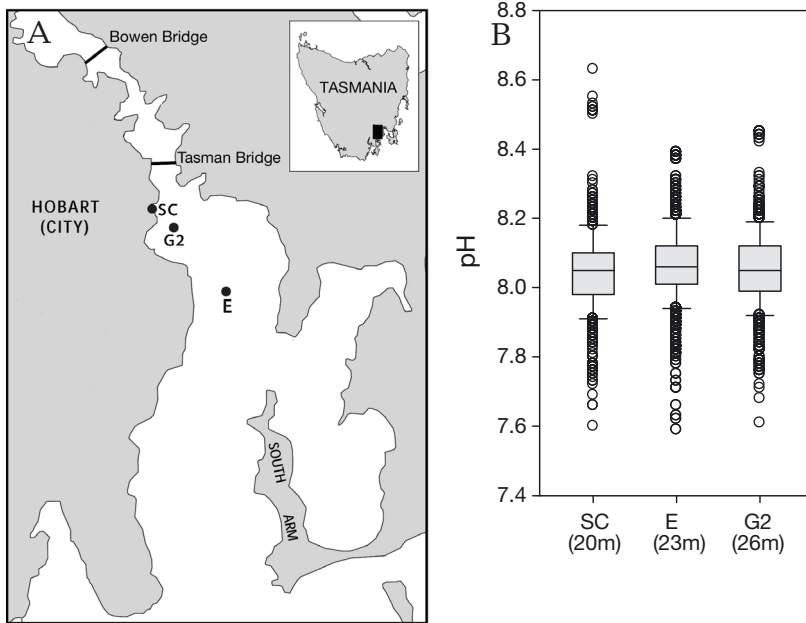 A
Bowen Bridge
TASMANIA
Tasman Bridge
HOBART
(CITY)
SC
G2
E
SOUTH
ARM
B
8.8
8.6
8.4
8.2
8.0
7.8
7.6
7.4
pH
SC
(20m)
E
(23m)
G2
(26m)